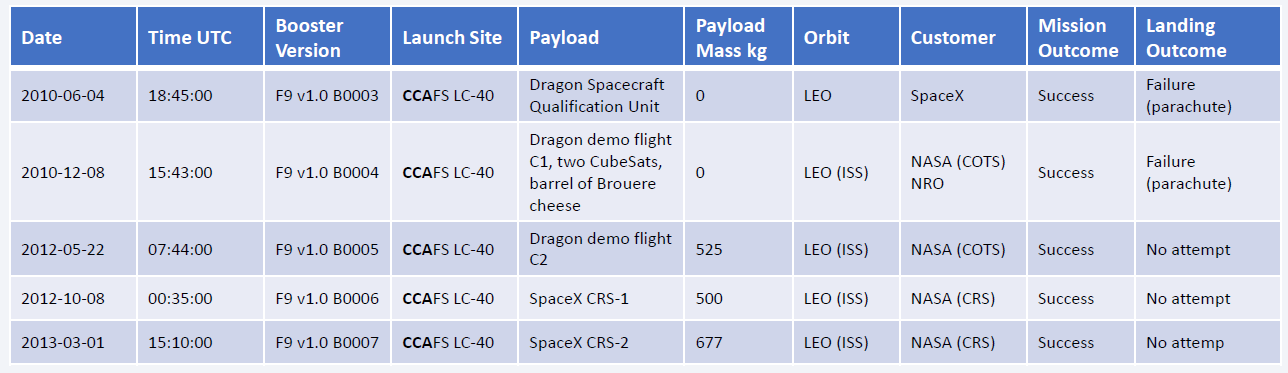 Date Time UTC Booster Version Launch Site Payload Payload Mass kg Orbit Customer Mission Outcome Landing Outcome
2010-06-04 18:45:00 F9 v1.0 B0003 CCAFS LC-40 Dragon Spacecraft Qualification Unit 0 LEO SpaceX Success Failure (parachute)
2010-12-08 15:43:00 F9 v1.0 B0004 CCAFS LC-40 Dragon demo flight C1, two CubeSats, barrel of Brouere cheese 0 LEO (ISS) NASA (COTS) NRO Success Failure (parachute)
2012-05-22 07:44:00 F9 v1.0 B0005 CCAFS LC-40 Dragon demo flight C2 525 LEO (ISS) NASA (COTS) Success No attempt
2012-10-08 00:35:00 F9 v1.0 B0006 CCAFS LC-40 SpaceX CRS-1 500 LEO (ISS) NASA (CRS) Success No attempt
2013-03-01 15:10:00 F9 v1.0 B0007 CCAFS LC-40 SpaceX CRS-2 677 LEO (ISS) NASA (CRS) Success No attemp